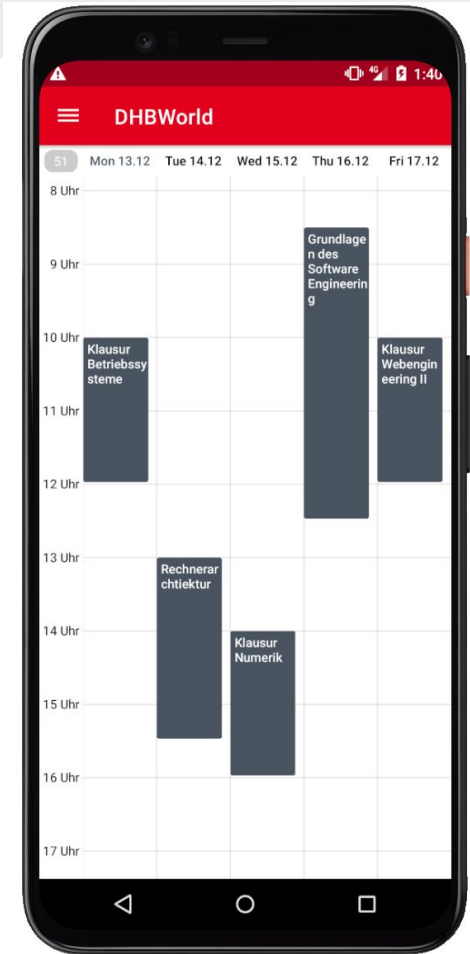 4G 1:40
DHBWorld
51 Mon 13.12 Tue 14.12 Wed 15.12 Thu 16.12 Fri 17.12
8 Uhr
Grundlage
n des
Software
Engineerin
g
9 Uhr
10 Uhr
Klausur
Betriebssy
steme
Klausur
Webengin
eering II
11 Uhr
12 Uhr
13 Uhr
Rechnerar
chtiektur
14 Uhr
Klausur
Numerik
15 Uhr
16 Uhr
17 Uhr